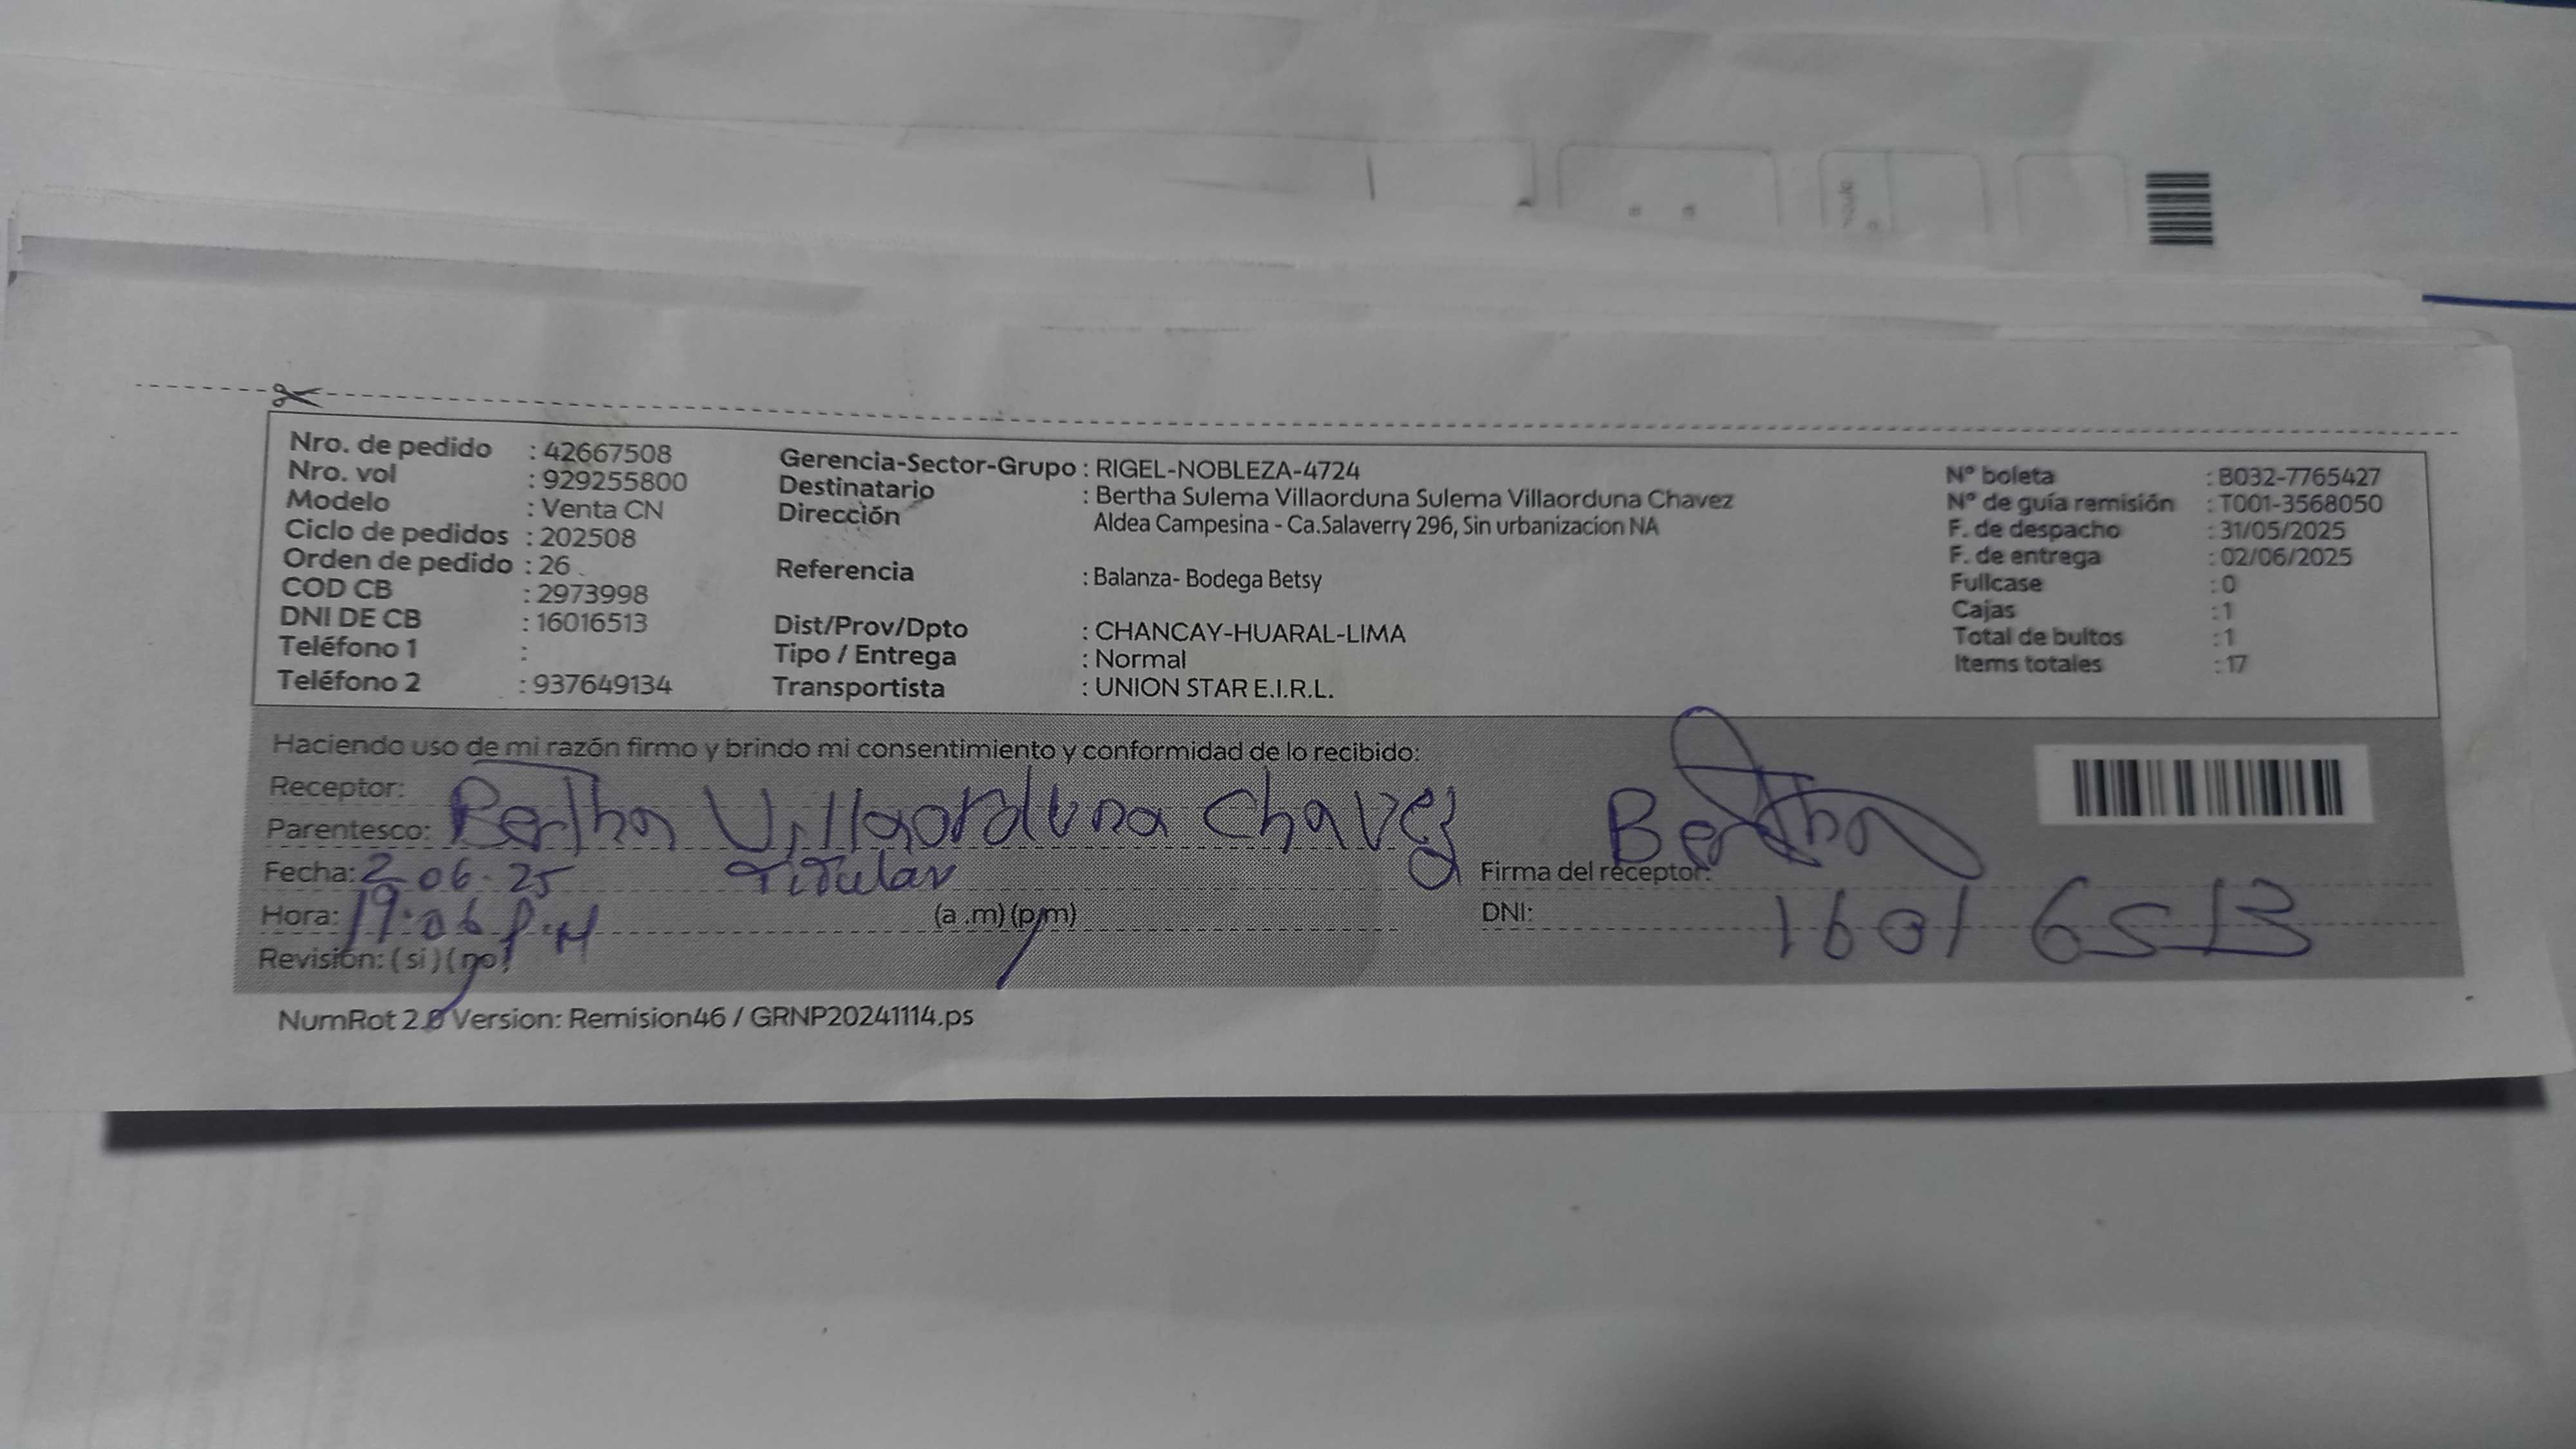 Nro. de pedido : 42667508
Nro. vol : 929255800
Modelo : Venta CN
Ciclo de pedidos : 202508
Orden de pedido : 26
COD CB : 2973998
DNI DE CB : 16016513
Teléfono 1 :
Teléfono 2 : 937649134
Gerencia-Sector-Grupo : RIGEL-NOBLEZA-4724
Destinatario : Bertha Sulema Villaorduna Sulema Villaorduna Chavez
Dirección Aldea Campesina - Ca.Salaverry 296, Sin urbanizacion NA
Referencia : Balanza- Bodega Betsy
Dist/Prov/Dpto : CHANCAY-HUARAL-LIMA
Tipo / Entrega : Normal
Transportista : UNION STAR E.I.R.L.
Nº boleta : B032-7765427
Nº de guía remisión : T001-3568050
F. de despacho : 31/05/2025
F. de entrega : 02/06/2025
Fullcase : 0
Cajas : 1
Total de bultos : 1
Items totales : 17
Haciendo uso de mi razón firmo y brindo mi consentimiento y conformidad de lo recibido:
Receptor:
Parentesco: Bertha Villaorduna Chavez
Fecha: 2 06-25 Titular
Hora: 19:06 P.M (a .m) (p.m)
Revisión: (si) (no)
Bertha
Firma del receptor:
DNI: 16016513
NumRot 2.0 Version: Remision46 / GRNP20241114.ps